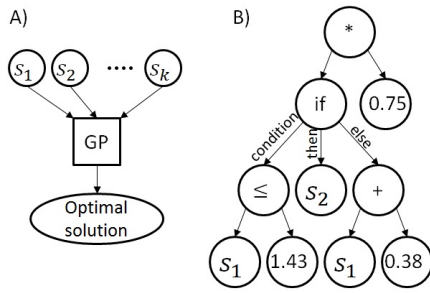 A)
S₁ S₂ •••• Sₖ
GP
Optimal
solution
B)
*
if 0.75
condition then else
≤ S₂ +
S₁ 1.43 S₁ 0.38